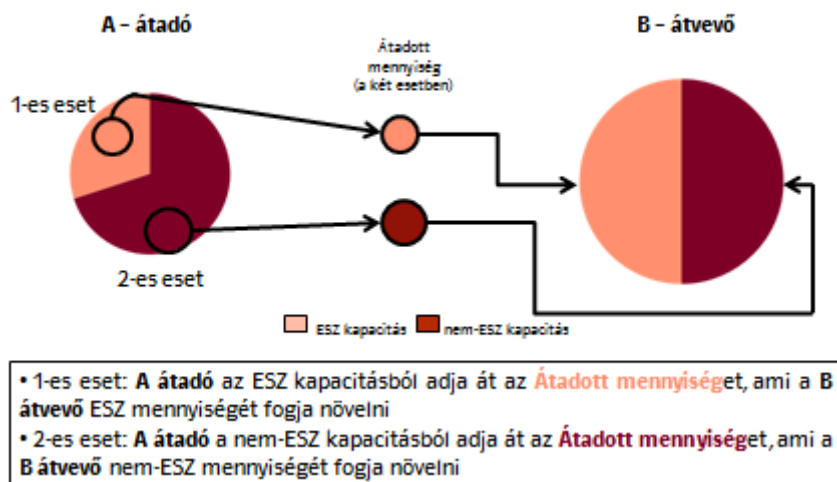 A – átadó
Átadott
mennyiség
(a két esetben)
B – átvevő
1-es eset
2-es eset
ESZ kapacitás
nem-ESZ kapacitás
• 1-es eset: A átadó az ESZ kapacitásból adja át az Átadott mennyiséget, ami a B
átvevő ESZ mennyiségét fogja növelni
• 2-es eset: A átadó a nem-ESZ kapacitásból adja át az Átadott mennyiséget, ami a
B átvevő nem-ESZ mennyiségét fogja növelni